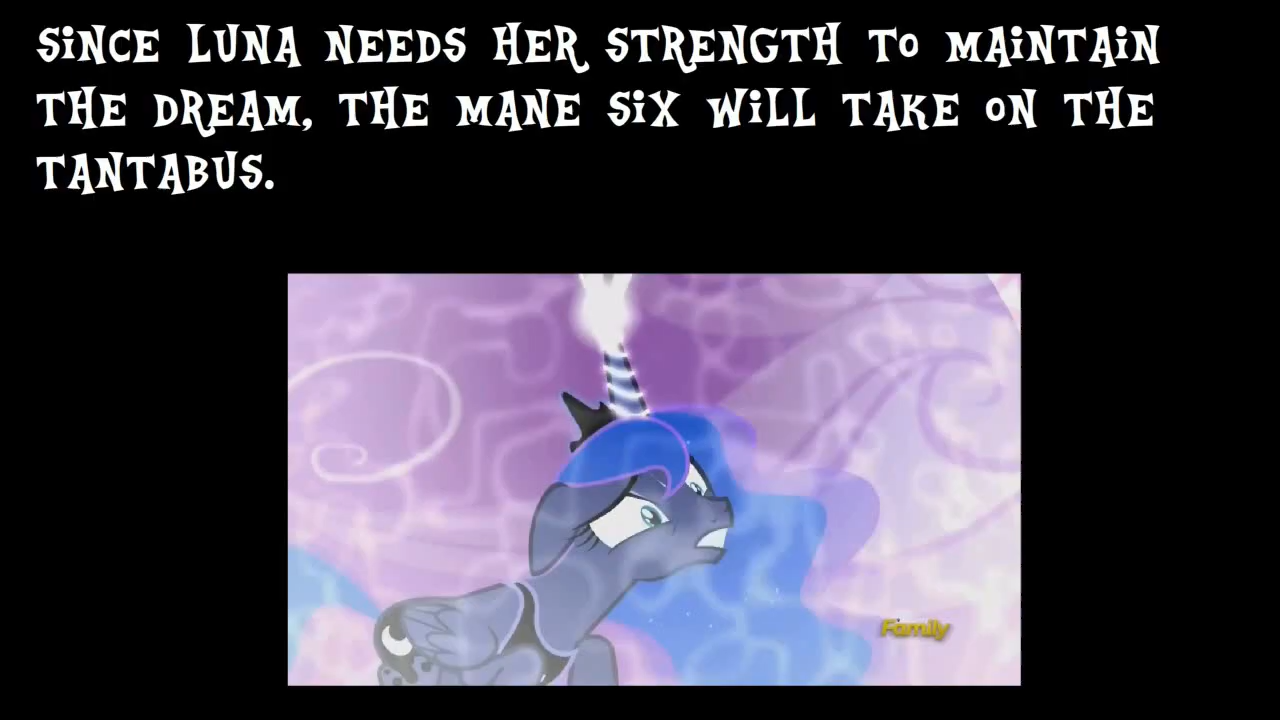 SINCE LUNA NEEDS HER STRENGTH TO MAINTAIN
THE DREAM, THE MANE SIX WILL TAKE ON THE
TANTABUS.
Family